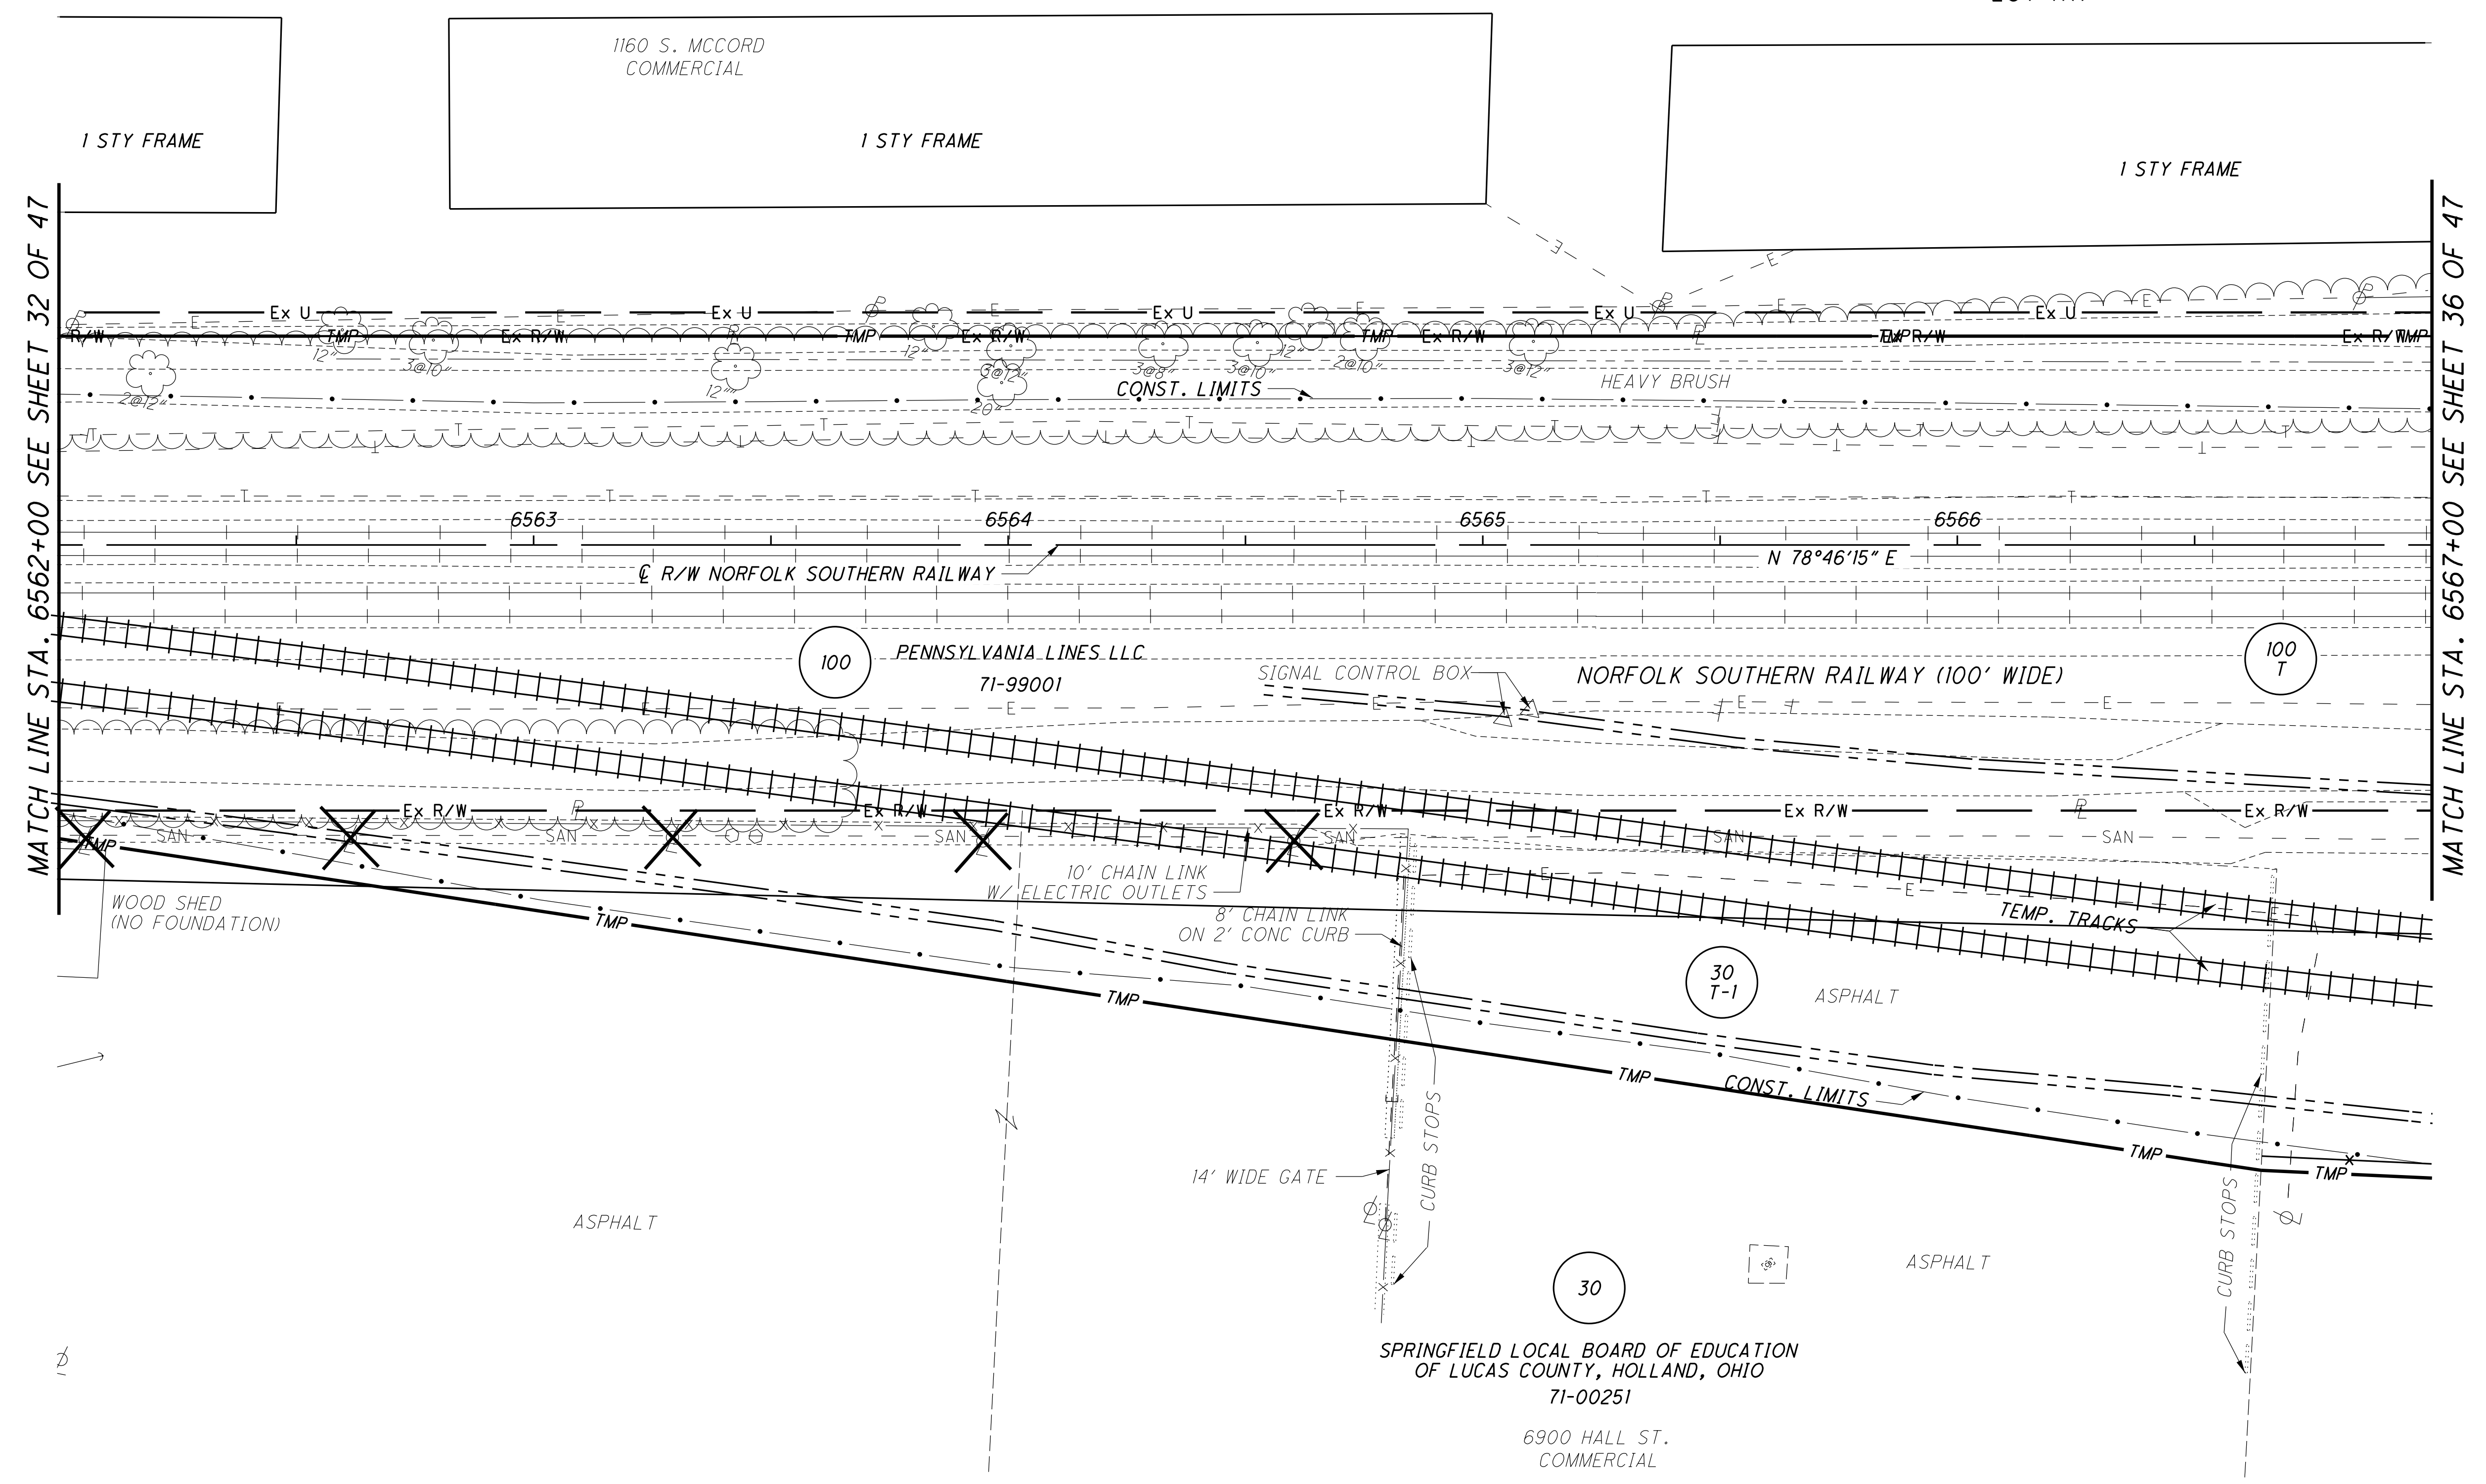 1160 S. MCCORD
COMMERCIAL
1 STY FRAME
1 STY FRAME
1 STY FRAME
MATCH LINE STA. 6562+00 SEE SHEET 32 OF 47
MATCH LINE STA. 6567+00 SEE SHEET 36 OF 47
Ex U
Ex U
Ex U
Ex U
Ex U
E
E
E
E
E
E
E
E
R/W
TMP
Ex R/W
TMP
Ex R/W
TMP
Ex R/W
TMP
Ex R/W
Ex R/W
TMP
12"
3@10"
12"
3@12"
3@8"
3@10"
12"
2@10"
3@12"
2@12"
12"
20"
CONST. LIMITS
HEAVY BRUSH
T
T
T
T
T
T
T
6563
6564
6565
6566
N 78°46'15" E
℄ R/W NORFOLK SOUTHERN RAILWAY
100
PENNSYLVANIA LINES LLC
71-99001
SIGNAL CONTROL BOX
NORFOLK SOUTHERN RAILWAY (100' WIDE)
100
T
E
E
E
E
E
E
Ex R/W
Ex R/W
Ex R/W
Ex R/W
Ex R/W
SAN
SAN
SAN
SAN
SAN
SAN
TMP
10' CHAIN LINK
W/ ELECTRIC OUTLETS
WOOD SHED
(NO FOUNDATION)
8' CHAIN LINK
ON 2' CONC CURB
E
E
E
TEMP. TRACKS
TMP
30
T-1
ASPHALT
TMP
TMP
CONST. LIMITS
TMP
TMP
E
CURB STOPS
14' WIDE GATE
CURB STOPS
ASPHALT
ASPHALT
30
SPRINGFIELD LOCAL BOARD OF EDUCATION
OF LUCAS COUNTY, HOLLAND, OHIO
71-00251
6900 HALL ST.
COMMERCIAL